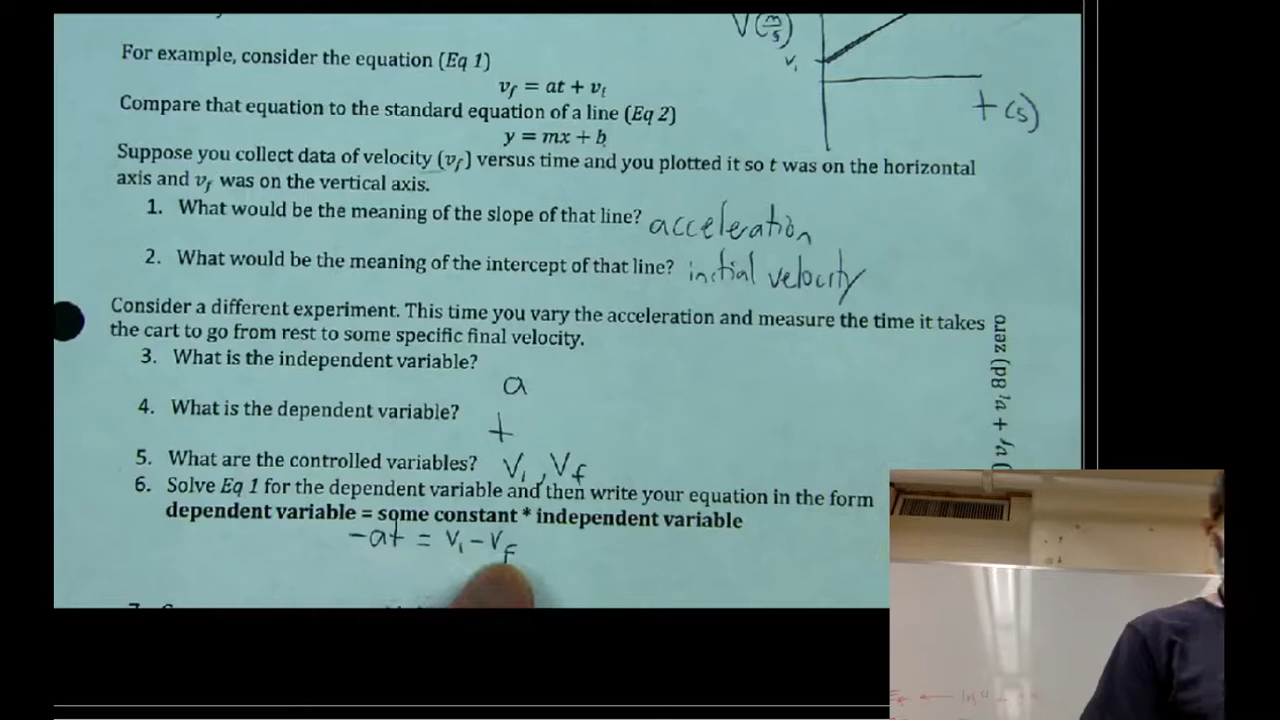 V(m/s)
vᵢ
t (s)
For example, consider the equation (Eq 1)
v_f = at + v_i
Compare that equation to the standard equation of a line (Eq 2)
y = mx + b
Suppose you collect data of velocity (v_f) versus time and you plotted it so t was on the horizontal
axis and v_f was on the vertical axis.
1. What would be the meaning of the slope of that line? acceleration
2. What would be the meaning of the intercept of that line? initial velocity
Consider a different experiment. This time you vary the acceleration and measure the time it takes
the cart to go from rest to some specific final velocity.
3. What is the independent variable?
a
4. What is the dependent variable?
t
5. What are the controlled variables? vᵢ, v_f
6. Solve Eq 1 for the dependent variable and then write your equation in the form
dependent variable = some constant * independent variable
-at = vᵢ - v_f